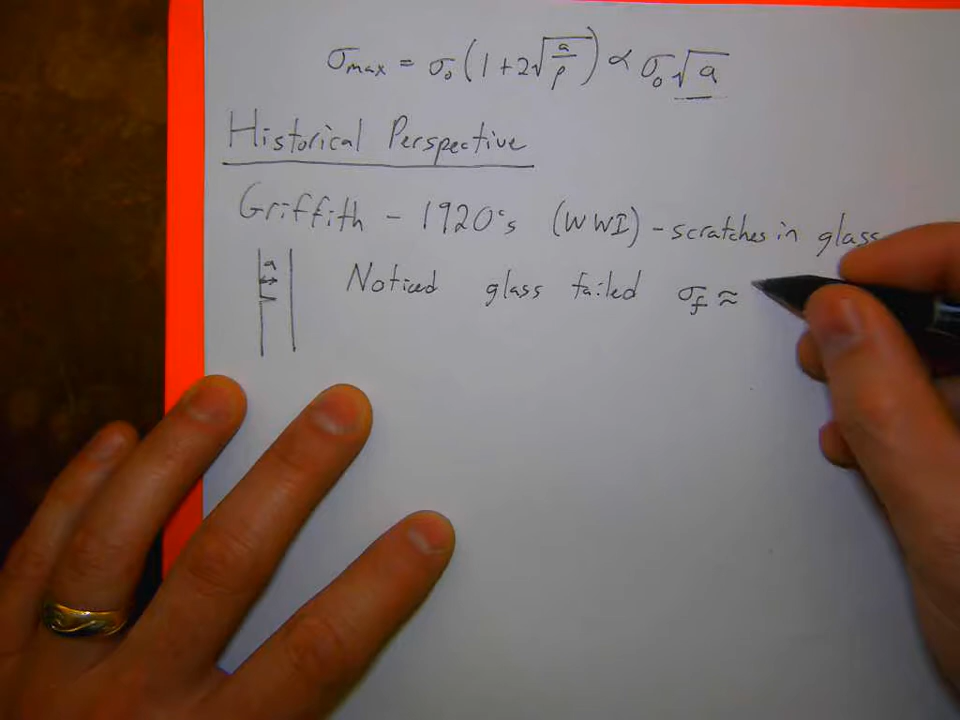 σmax = σ₀(1+2√(a/ρ)) ∝ σ₀√a
Historical Perspective
Griffith - 1920's (WWI) - scratches in glass
a
Noticed glass failed σf ≈